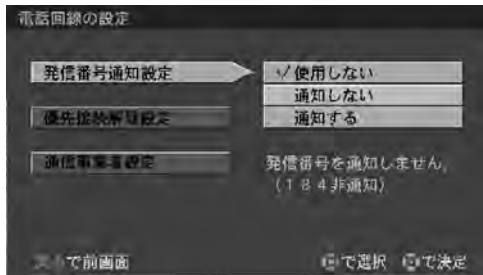 電話回線の設定
発信番号通知設定
✓使用しない
通知しない
通知する
優先接続解除設定
通信事業者設定
発信番号を通知しません。
(184非通知)
で前画面
で選択
で決定